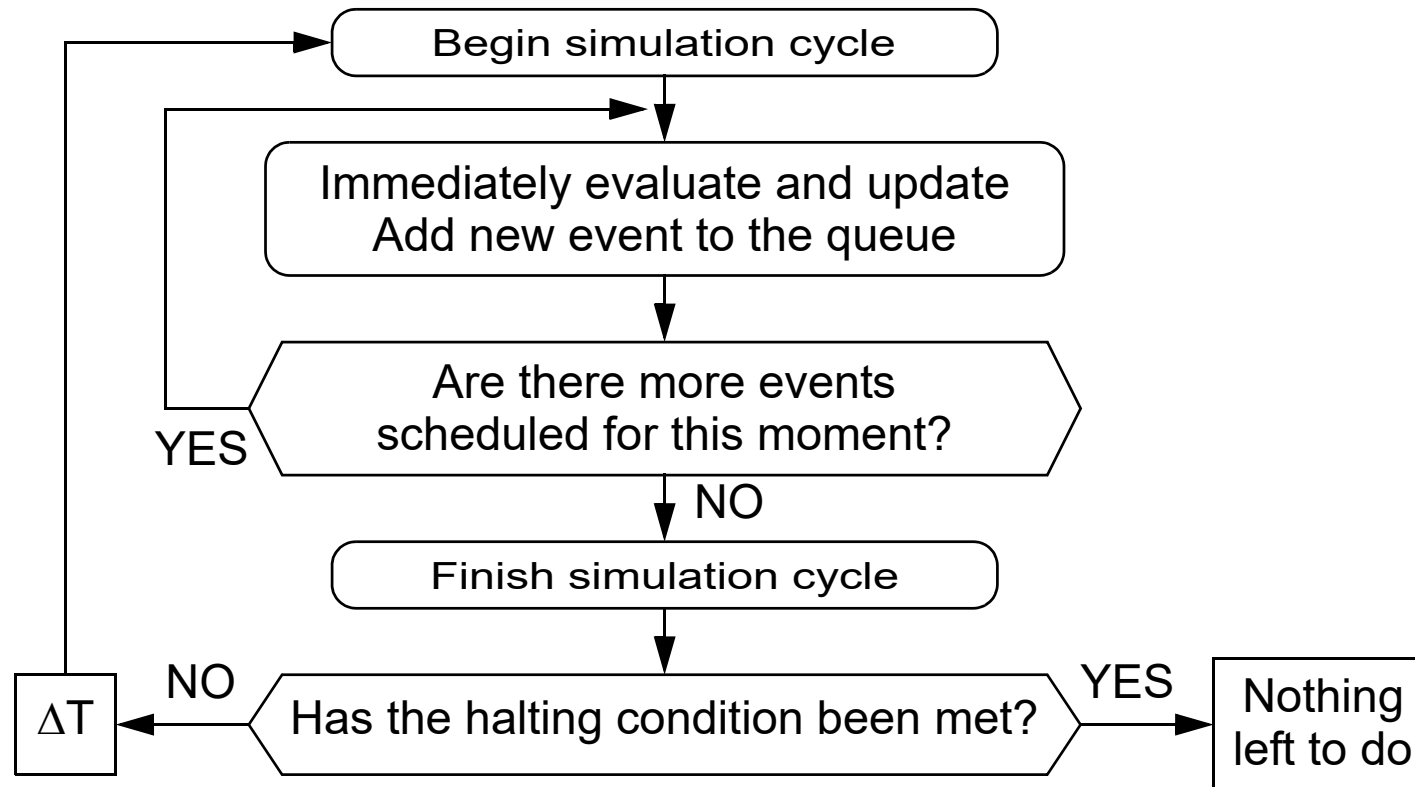 Begin simulation cycle
Immediately evaluate and update
Add new event to the queue
Are there more events
scheduled for this moment?
YES
NO
Finish simulation cycle
NO
YES
ΔT
Has the halting condition been met?
Nothing
left to do